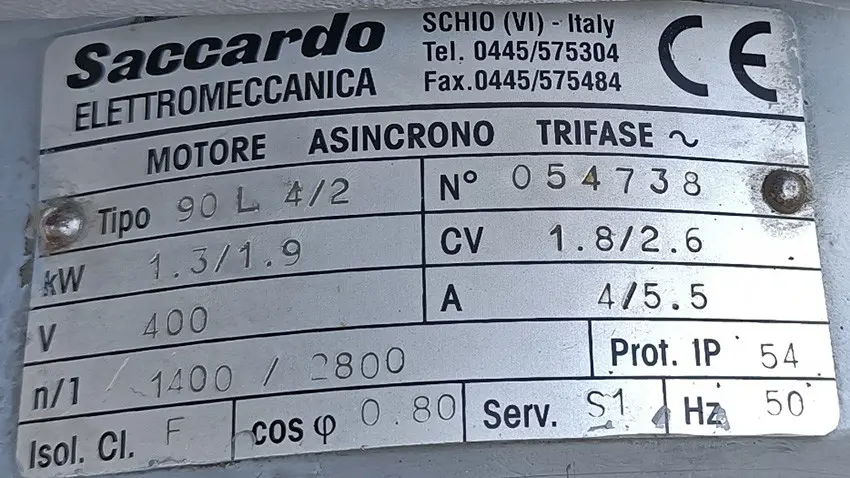 Saccardo
ELETTROMECCANICA
SCHIO (VI) - Italy
Tel. 0445/575304
Fax.0445/575484
CE
MOTORE ASINCRONO TRIFASE ~
Tipo 90 L 4/2 N° 054738
kW 1.3/1.9 CV 1.8/2.6
V 400 A 4/5.5
n/1 1400 / 2800 Prot. IP 54
Isol. Cl. F cos φ 0.80 Serv. S1 Hz 50